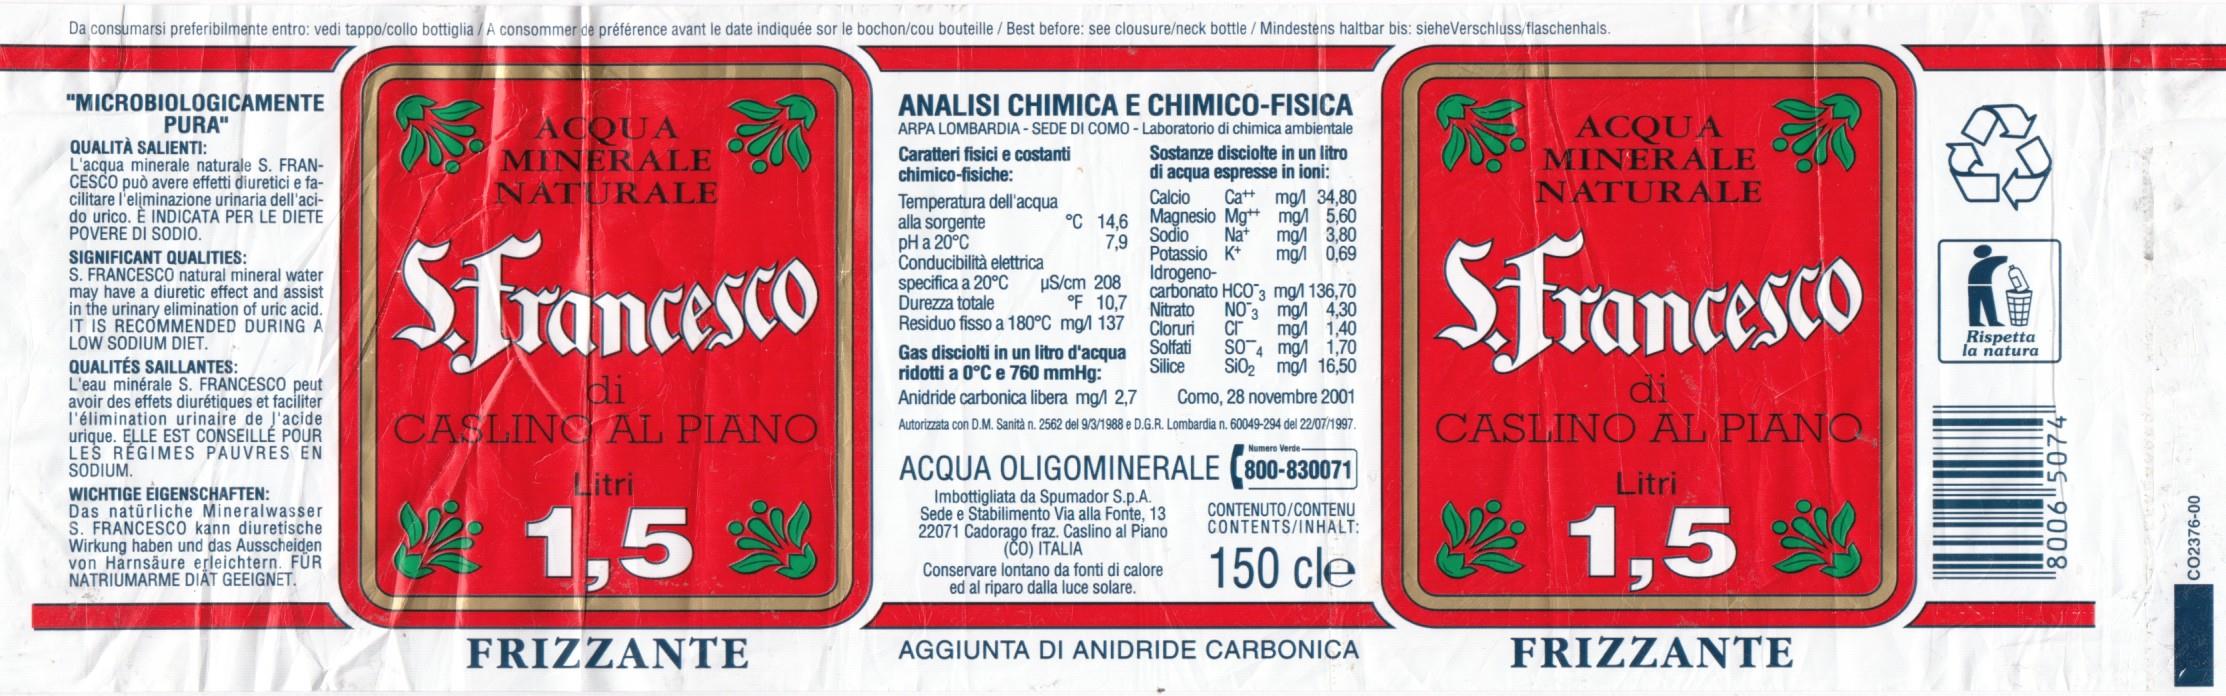 Da consumarsi preferibilmente entro: vedi tappo/collo bottiglia / A consommer de préférence avant le date indiquée sor le bochon/cou bouteille / Best before: see clousure/neck bottle / Mindestens haltbar bis: sieheVerschluss/flaschenhals.
"MICROBIOLOGICAMENTE
PURA"
QUALITÀ SALIENTI:
L'acqua minerale naturale S. FRAN-
CESCO può avere effetti diuretici e fa-
cilitare l'eliminazione urinaria dell'aci-
do urico. È INDICATA PER LE DIETE
POVERE DI SODIO.
SIGNIFICANT QUALITIES:
S. FRANCESCO natural mineral water
may have a diuretic effect and assist
in the urinary elimination of uric acid.
IT IS RECOMMENDED DURING A
LOW SODIUM DIET.
QUALITÉS SAILLANTES:
L'eau minérale S. FRANCESCO peut
avoir des effets diurétiques et faciliter
l'élimination urinaire de l'acide
urique. ELLE EST CONSEILLÉ POUR
LES RÉGIMES PAUVRES EN
SODIUM.
WICHTIGE EIGENSCHAFTEN:
Das natürliche Mineralwasser
S. FRANCESCO kann diuretische
Wirkung haben und das Ausscheiden
von Harnsäure erleichtern. FÜR
NATRIUMARME DIÄT GEEIGNET.
ACQUA
MINERALE
NATURALE
S.Francesco
di
CASLINO AL PIANO
Litri
1,5
FRIZZANTE
ANALISI CHIMICA E CHIMICO-FISICA
ARPA LOMBARDIA - SEDE DI COMO - Laboratorio di chimica ambientale
Caratteri fisici e costanti
chimico-fisiche:
Temperatura dell'acqua
alla sorgente °C 14,6
pH a 20°C 7,9
Conducibilità elettrica
specifica a 20°C µS/cm 208
Durezza totale °F 10,7
Residuo fisso a 180°C mg/l 137
Gas disciolti in un litro d'acqua
ridotti a 0°C e 760 mmHg:
Anidride carbonica libera mg/l 2,7
Sostanze disciolte in un litro
di acqua espresse in ioni:
Calcio Ca++ mg/l 34,80
Magnesio Mg++ mg/l 5,60
Sodio Na+ mg/l 3,80
Potassio K+ mg/l 0,69
Idrogeno-
carbonato HCO-3 mg/l 136,70
Nitrato NO-3 mg/l 4,30
Cloruri Cl- mg/l 1,40
Solfati SO--4 mg/l 1,70
Silice SiO2 mg/l 16,50
Como, 28 novembre 2001
Autorizzata con D.M. Sanità n. 2562 del 9/3/1988 e D.G.R. Lombardia n. 60049-294 del 22/07/1997.
ACQUA OLIGOMINERALE
Numero Verde
800-830071
Imbottigliata da Spumador S.p.A.
Sede e Stabilimento Via alla Fonte, 13
22071 Cadorago fraz. Caslino al Piano
(CO) ITALIA
Conservare lontano da fonti di calore
ed al riparo dalla luce solare.
CONTENUTO/CONTENU
CONTENTS/INHALT:
150 cle
AGGIUNTA DI ANIDRIDE CARBONICA
ACQUA
MINERALE
NATURALE
S.Francesco
di
CASLINO AL PIANO
Litri
1,5
FRIZZANTE
Rispetta
la natura
80065074
CO2376-00